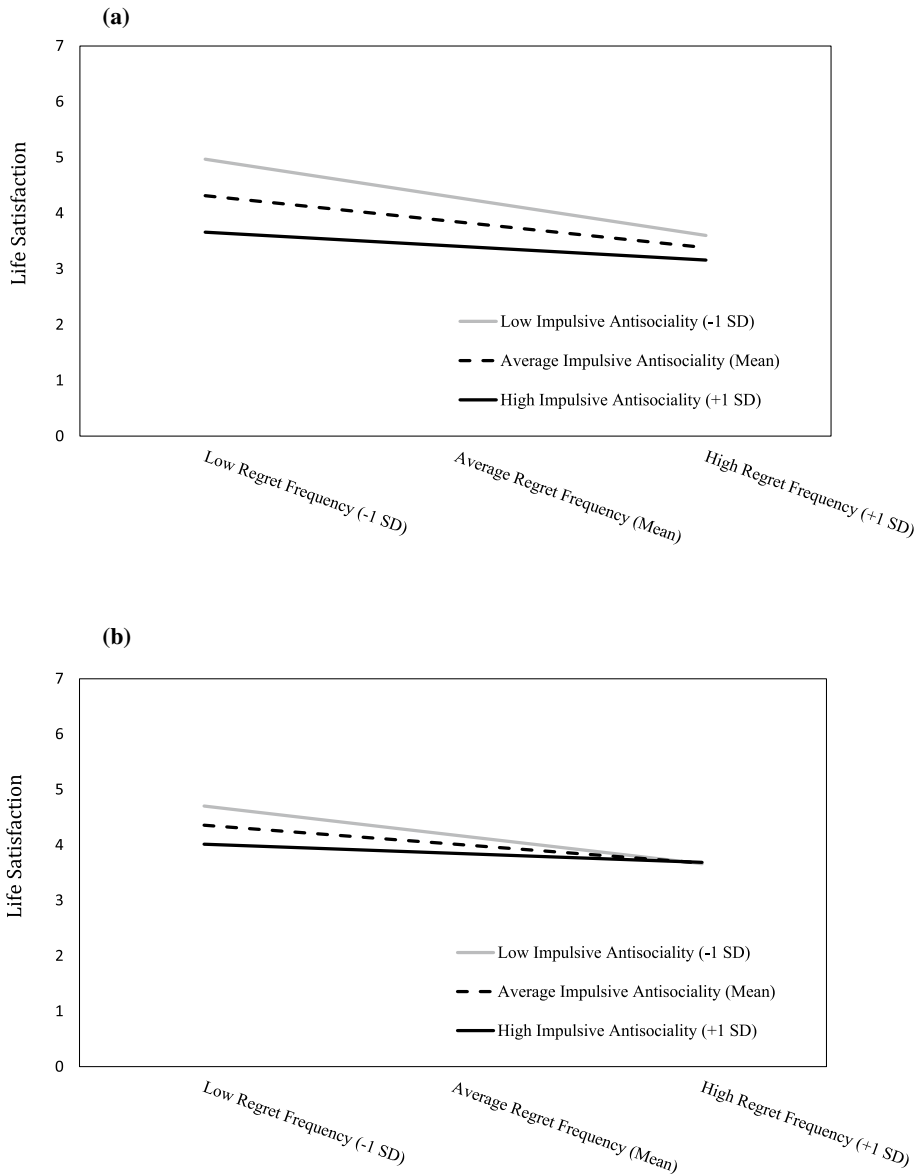 (a)
7
6
5
4
3
2
1
0
Life Satisfaction
Low Impulsive Antisociality (-1 SD)
Average Impulsive Antisociality (Mean)
High Impulsive Antisociality (+1 SD)
Low Regret Frequency (-1 SD)
Average Regret Frequency (Mean)
High Regret Frequency (+1 SD)
(b)
7
6
5
4
3
2
1
0
Life Satisfaction
Low Impulsive Antisociality (-1 SD)
Average Impulsive Antisociality (Mean)
High Impulsive Antisociality (+1 SD)
Low Regret Frequency (-1 SD)
Average Regret Frequency (Mean)
High Regret Frequency (+1 SD)